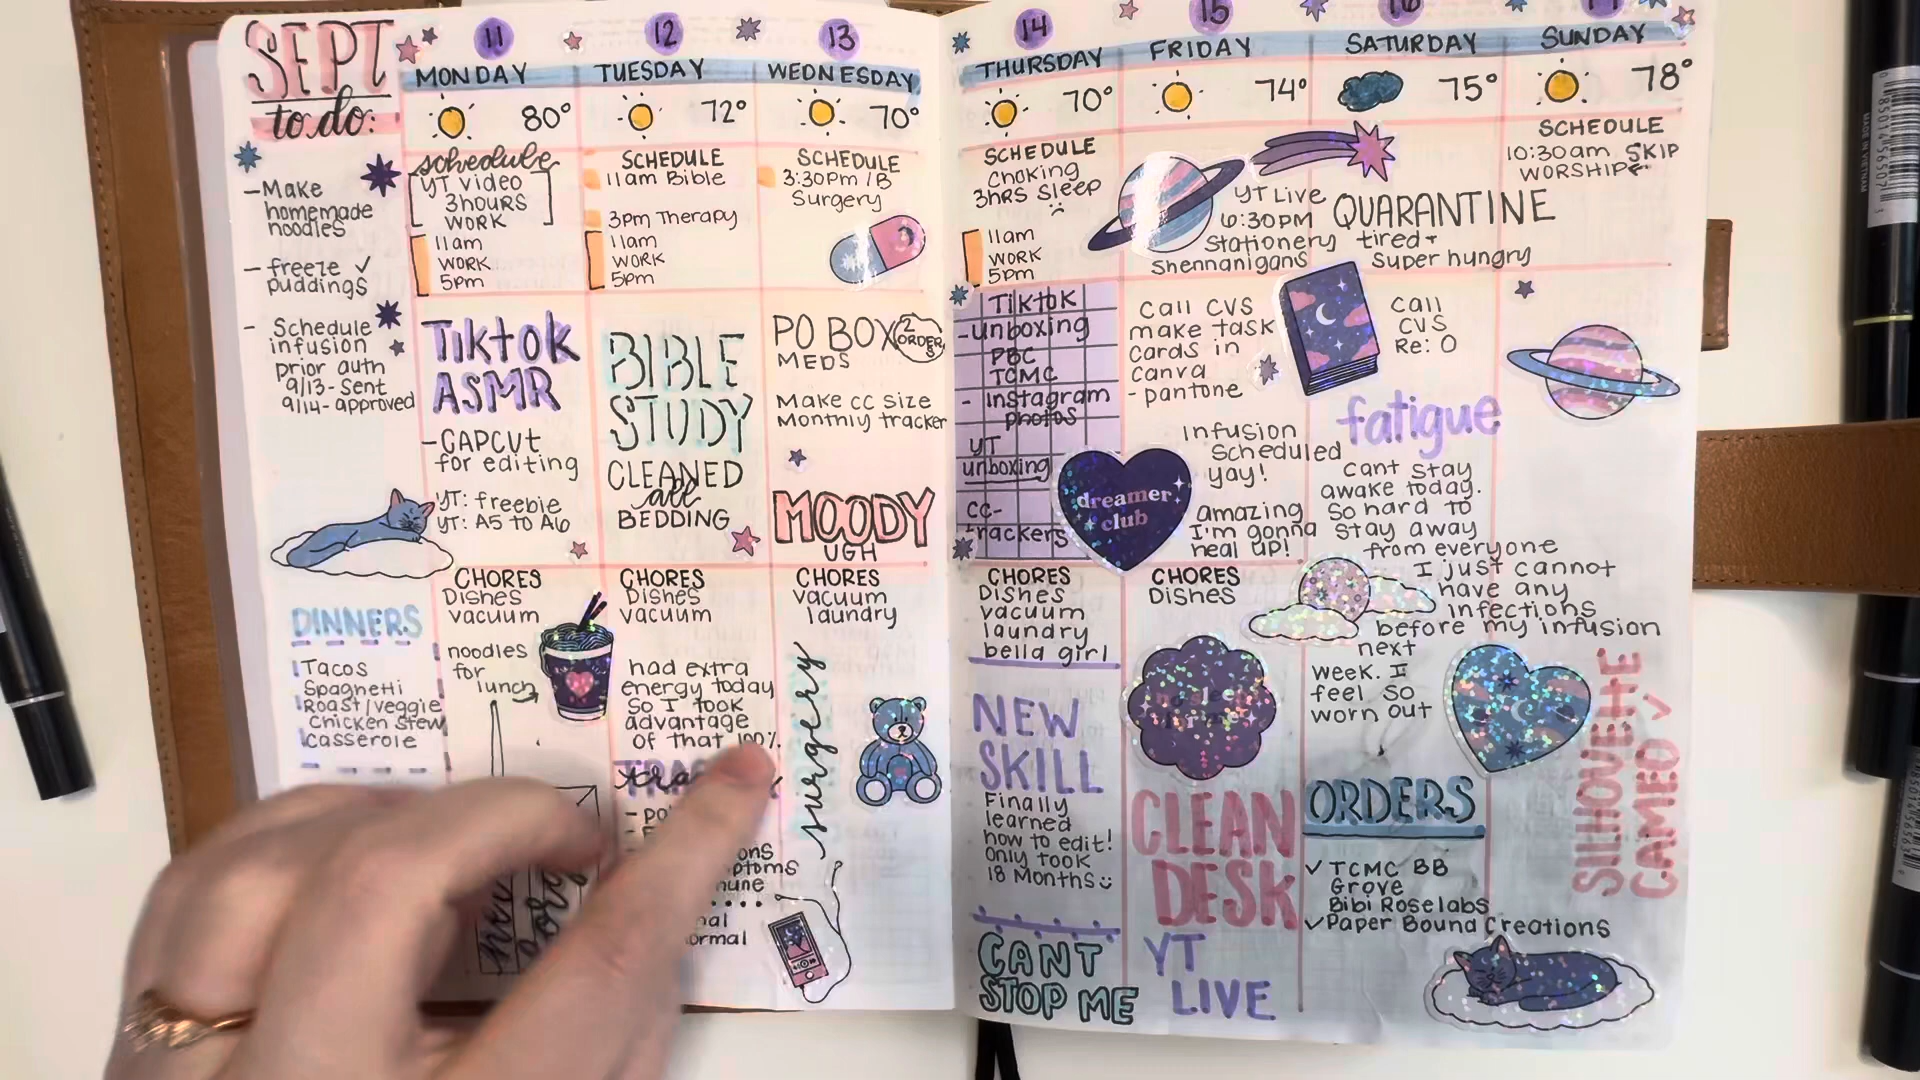 SEPT
to do:
-Make
homemade
noodles
- freeze ✓
puddings
- Schedule
infusion
prior auth
9/13-Sent
9/14-approved
DINNERS
Tacos
Spaghetti
Roast/veggie
Chicken Stew
Casserole
11
MONDAY
80°
schedule
YT video
3hours
WORK
11am
WORK
5pm
Tiktok
ASMR
-CAPCUT
for editing
YT: freebie
YT: A5 TO A6
CHORES
Dishes
vacuum
noodles
for
lunch
12
TUESDAY
72°
SCHEDULE
11am Bible
3pm Therapy
11am
WORK
5pm
BIBLE
STUDY
CLEANED
all
BEDDING
CHORES
Dishes
vacuum
had extra
energy today
So I took
advantage
of that 100%
13
WEDNESDAY
70°
SCHEDULE
3:30pm IB
Surgery
PO BOX
2
ORDERS
MEDS
Make cc size
Monthly tracker
MOODY
UGH
CHORES
vacuum
laundry
surgery
14
THURSDAY
70°
SCHEDULE
Choking
3hrs sleep
11am
WORK
5pm
Tiktok
-unboxing
PBC
TCMC
- Instagram
photos
YT
unboxing
cc-
trackers
CHORES
Dishes
vacuum
laundry
bella girl
NEW
SKILL
Finally
learned
how to edit!
Only took
18 Months
CANT
STOP ME
15
FRIDAY
74°
YT Live
6:30PM
Stationery
Shennanigans
Call CVS
make task
cards in
canva
- pantone
Infusion
Scheduled
yay!
amazing
I'm gonna
heal up!
dreamer
club
CHORES
Dishes
CLEAN
DESK
YT
LIVE
16
SATURDAY
75°
QUARANTINE
tired +
super hungry
Call
CVS
Re: O
fatigue
cant stay
awake today.
So hard to
stay away
from everyone
I just cannot
have any
infections
before my infusion
next
week. I
feel so
worn out
ORDERS
✓ TCMC BB
Grove
Bibi Roselabs
✓Paper Bound Creations
SUNDAY
78°
SCHEDULE
10:30am SKIP
WORSHIP
SILHOUETTE
CAMEO ✓